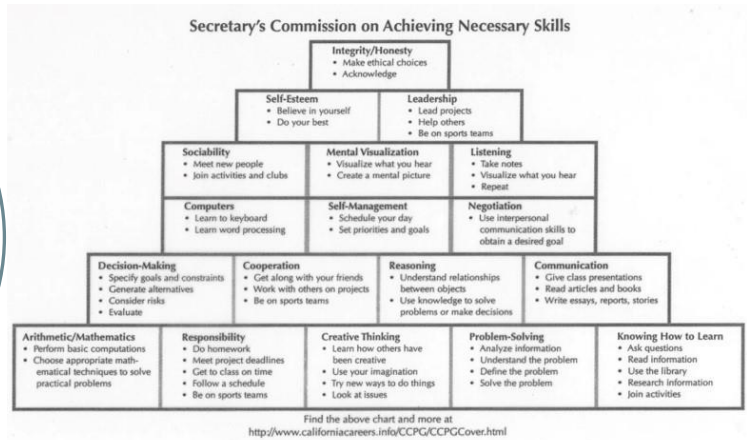 Secretary's Commission on Achieving Necessary Skills
Integrity/Honesty
• Make ethical choices
• Acknowledge
Self-Esteem
• Believe in yourself
• Do your best
Leadership
• Lead projects
• Help others
• Be on sports teams
Sociability
• Meet new people
• Join activities and clubs
Mental Visualization
• Visualize what you hear
• Create a mental picture
Listening
• Take notes
• Visualize what you hear
• Repeat
Computers
• Learn to keyboard
• Learn word processing
Self-Management
• Schedule your day
• Set priorities and goals
Negotiation
• Use interpersonal
communication skills to
obtain a desired goal
Decision-Making
• Specify goals and constraints
• Generate alternatives
• Consider risks
• Evaluate
Cooperation
• Get along with your friends
• Work with others on projects
• Be on sports teams
Reasoning
• Understand relationships
between objects
• Use knowledge to solve
problems or make decisions
Communication
• Give class presentations
• Read articles and books
• Write essays, reports, stories
Arithmetic/Mathematics
• Perform basic computations
• Choose appropriate math-
ematical techniques to solve
practical problems
Responsibility
• Do homework
• Meet project deadlines
• Get to class on time
• Follow a schedule
• Be on sports teams
Creative Thinking
• Learn how others have
been creative
• Use your imagination
• Try new ways to do things
• Look at issues
Problem-Solving
• Analyze information
• Understand the problem
• Define the problem
• Solve the problem
Knowing How to Learn
• Ask questions
• Read information
• Use the library
• Research information
• Join activities
Find the above chart and more at
http://www.californiacareers.info/CCPG/CCPGCover.html